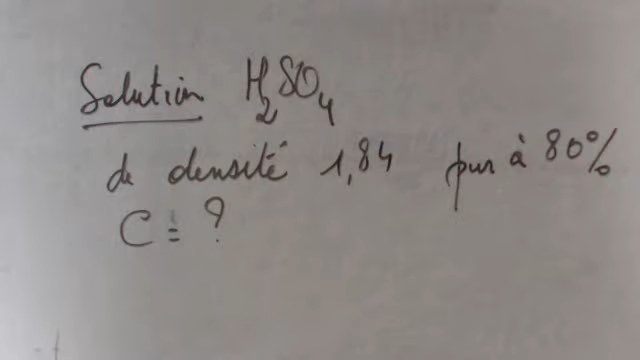 Solution H₂SO₄
de densité 1,84 pur à 80%
C = ?